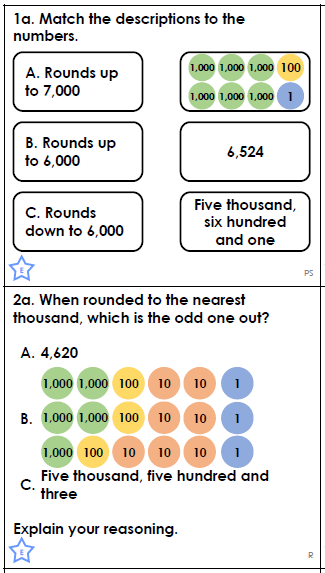 1a. Match the descriptions to the
numbers.
A. Rounds up
to 7,000
1,000 1,000 1,000 100
1,000 1,000 1,000 1
B. Rounds up
to 6,000
6,524
C. Rounds
down to 6,000
Five thousand,
six hundred
and one
E
PS
2a. When rounded to the nearest
thousand, which is the odd one out?
A. 4,620
1,000 1,000 100 10 10 1
B. 1,000 1,000 100 10 10 1
1,000 100 10 10 10 1
C. Five thousand, five hundred and
three
Explain your reasoning.
E
R